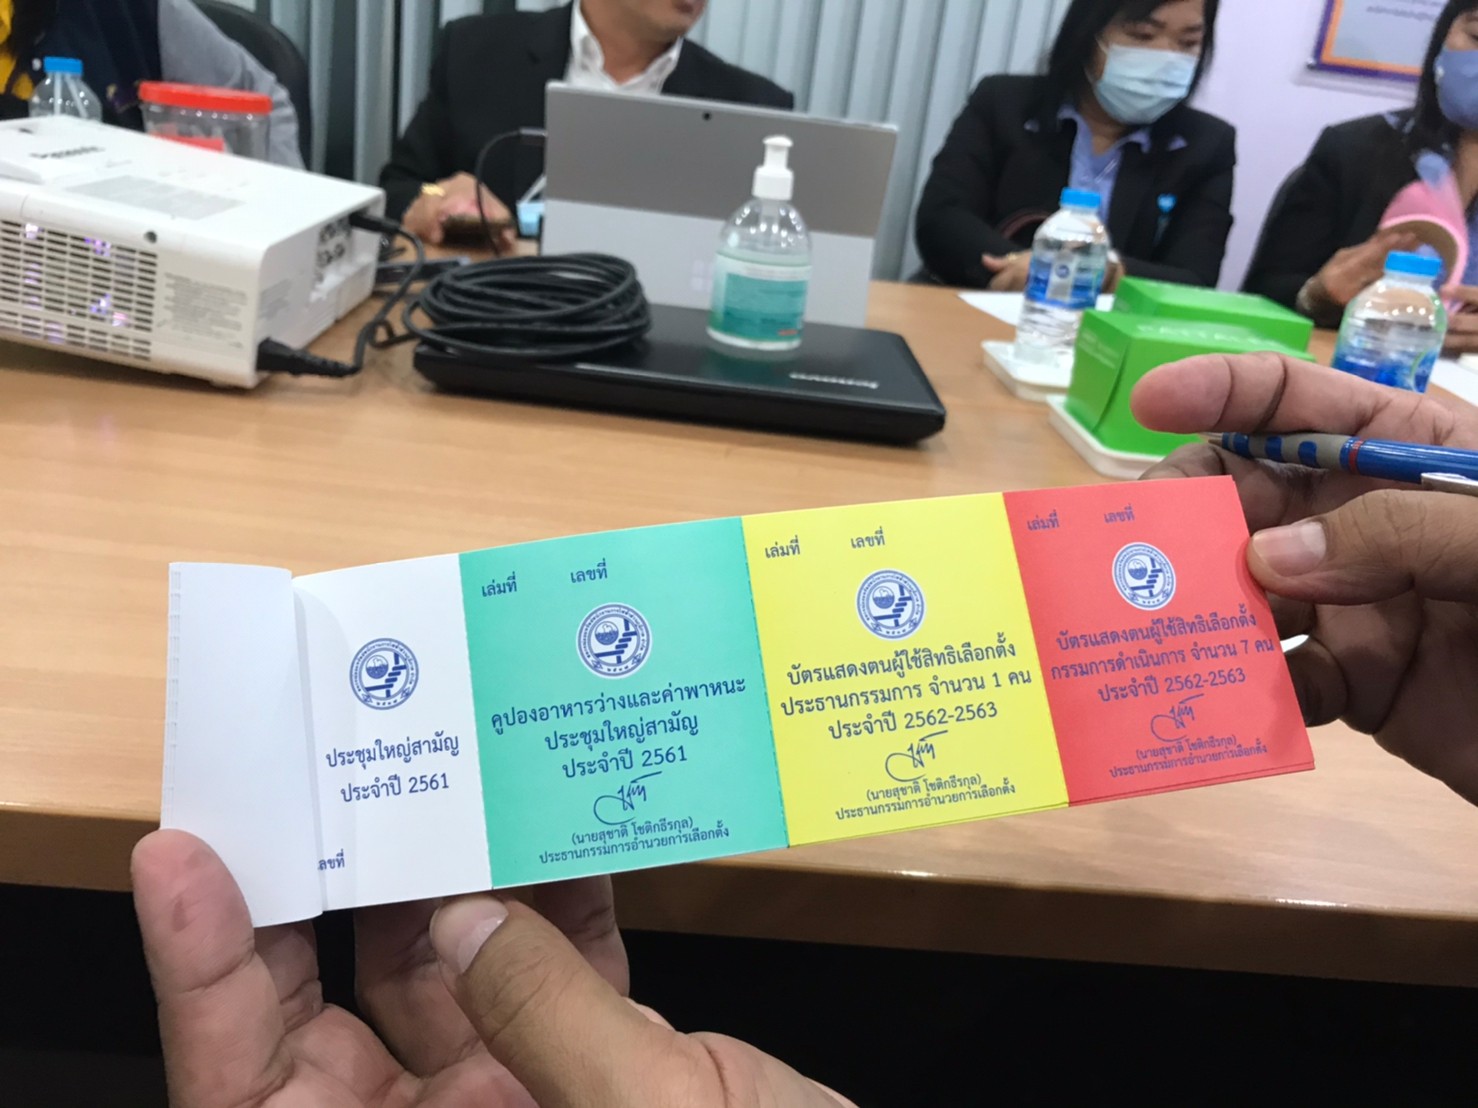 Panasonic
lenovo
ประชุมใหญ่สามัญ
ประจำปี 2561
เลขที่
เล่มที่ เลขที่
คูปองอาหารว่างและค่าพาหนะ
ประชุมใหญ่สามัญ
ประจำปี 2561
(นายสุชาติ โชติกธีรกุล)
ประธานกรรมการอำนวยการเลือกตั้ง
เล่มที่ เลขที่
บัตรแสดงตนผู้ใช้สิทธิเลือกตั้ง
ประธานกรรมการ จำนวน 1 คน
ประจำปี 2562-2563
(นายสุชาติ โชติกธีรกุล)
ประธานกรรมการอำนวยการเลือกตั้ง
เล่มที่ เลขที่
บัตรแสดงตนผู้ใช้สิทธิเลือกตั้ง
กรรมการดำเนินการ จำนวน 7 คน
ประจำปี 2562-2563
(นายสุชาติ โชติกธีรกุล)
ประธานกรรมการอำนวยการเลือกตั้ง